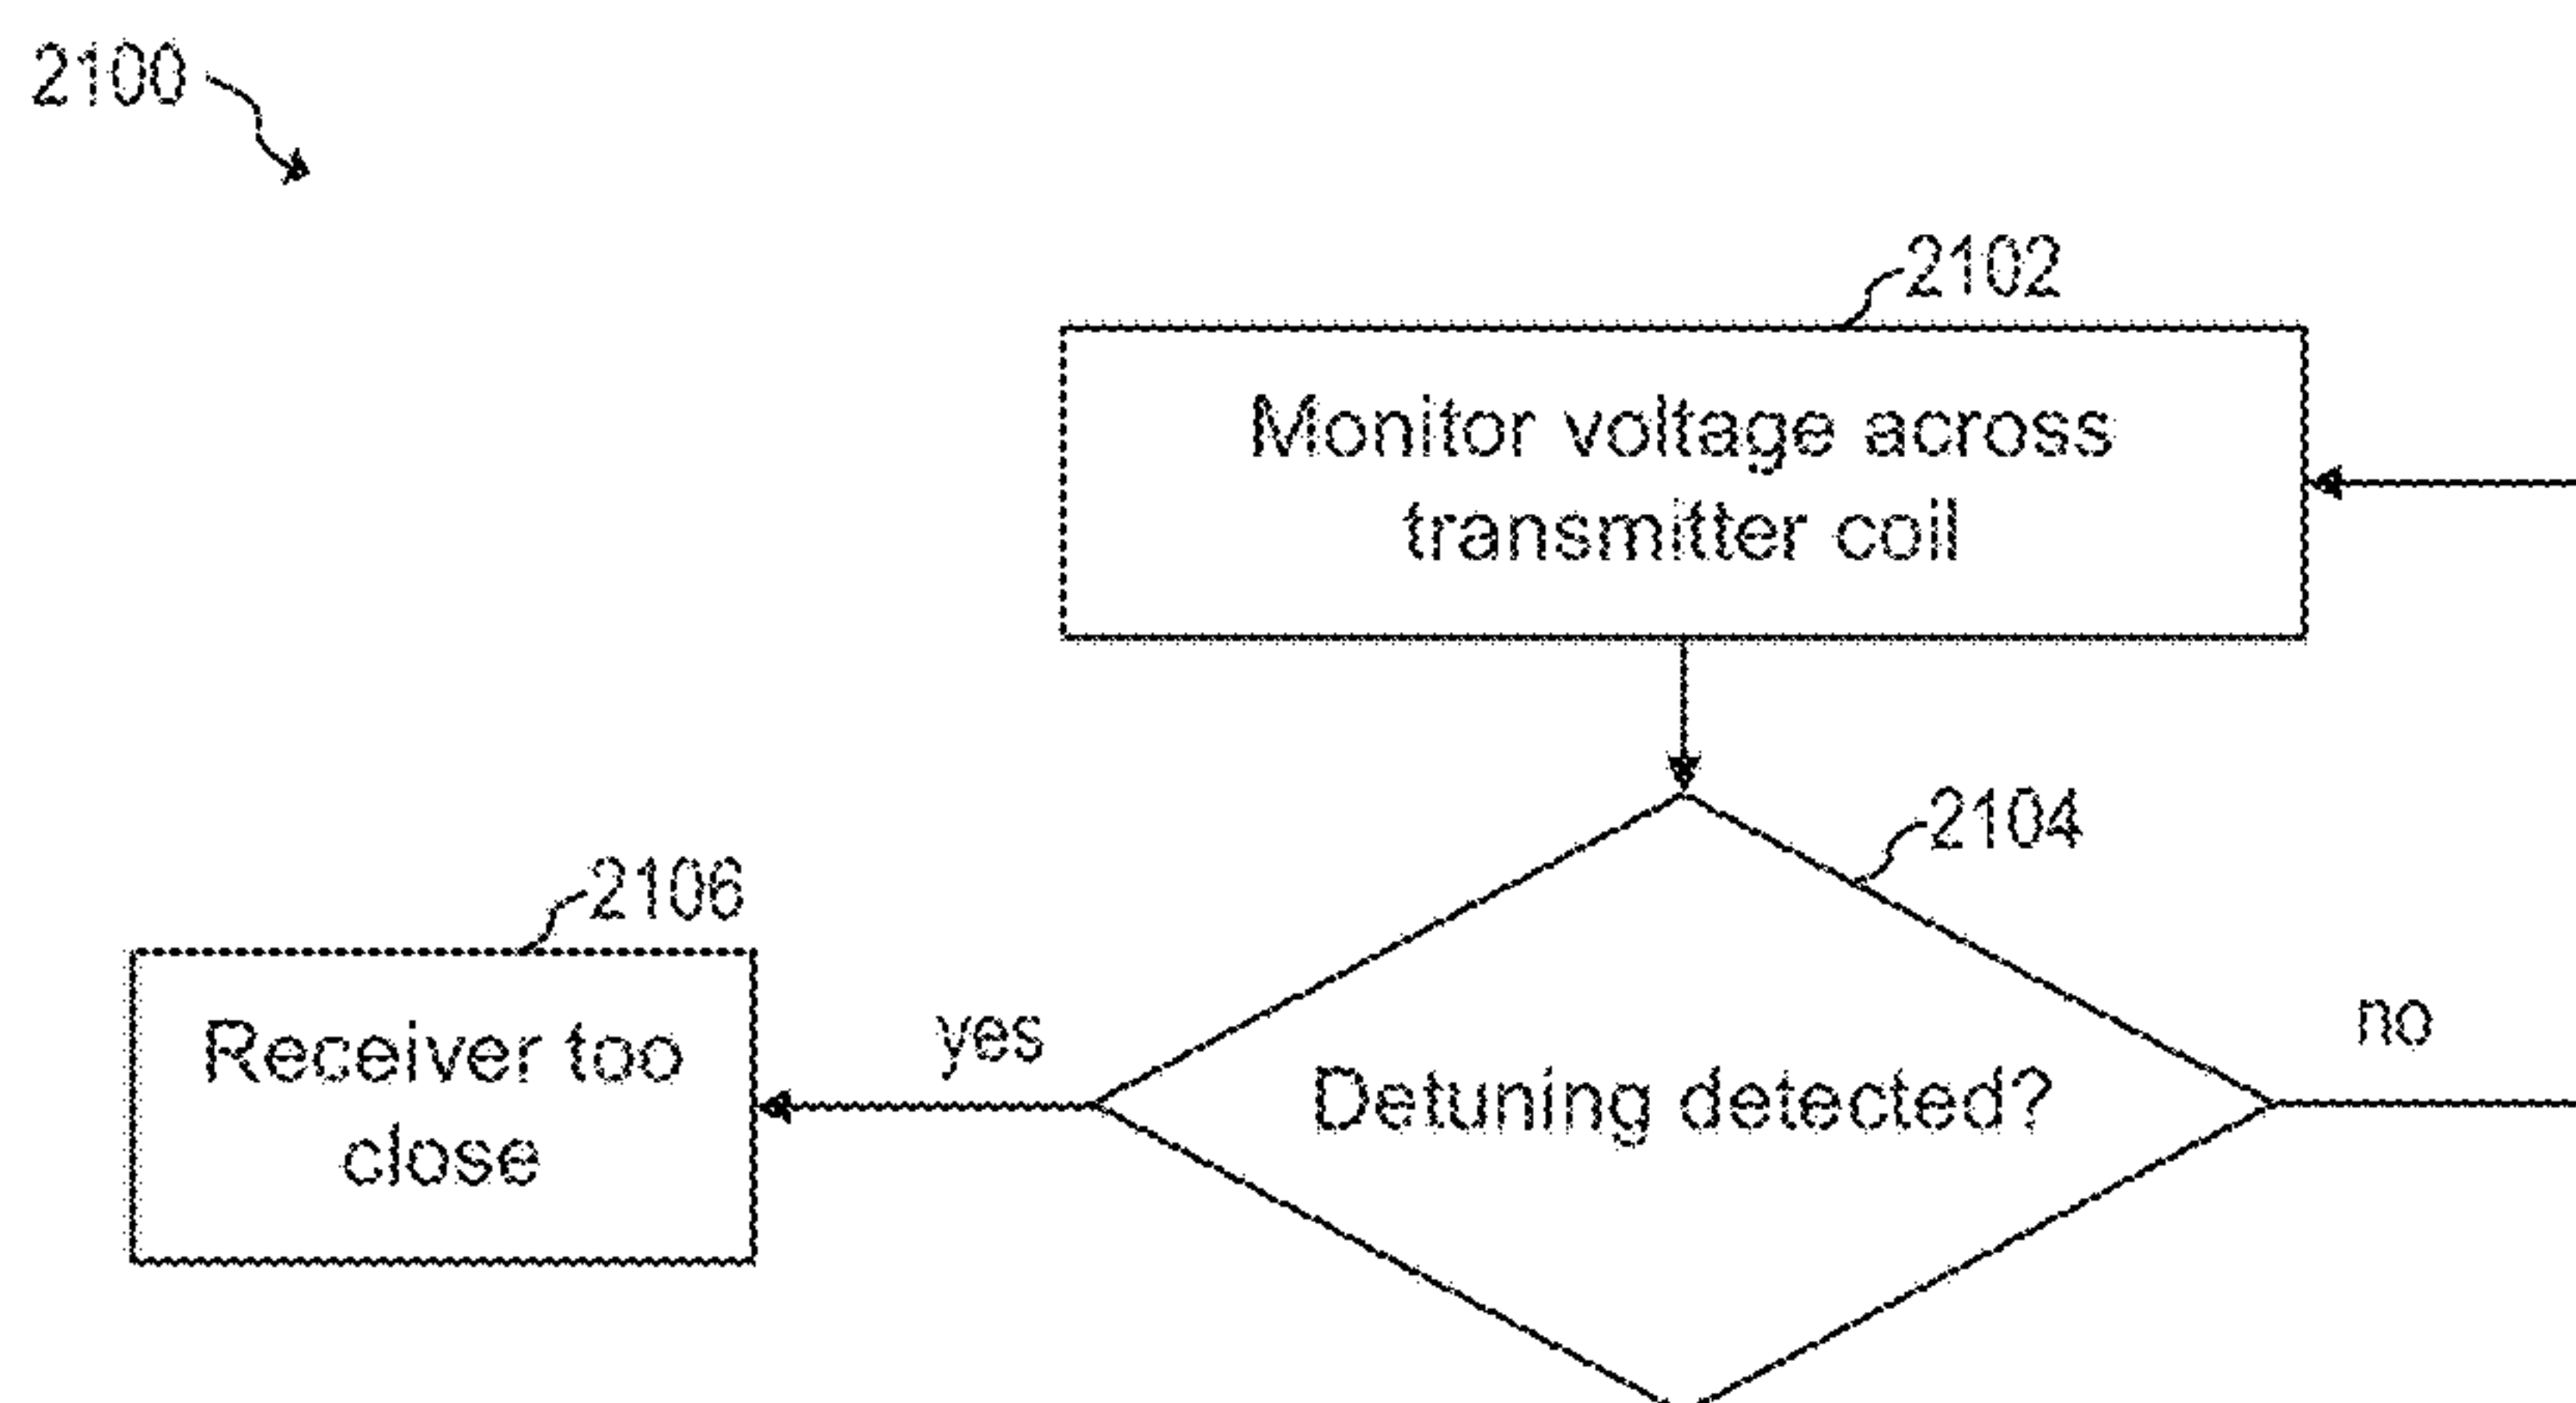 2100
2102
Monitor voltage across
transmitter coil
2104
2106
Receiver too
close
yes
Detuning detected?
no